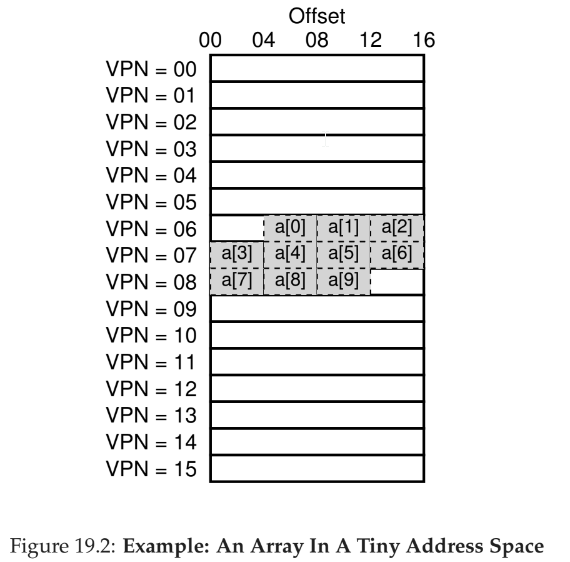 Offset
00 04 08 12 16
VPN = 00
VPN = 01
VPN = 02
VPN = 03
VPN = 04
VPN = 05
VPN = 06 a[0] a[1] a[2]
VPN = 07 a[3] a[4] a[5] a[6]
VPN = 08 a[7] a[8] a[9]
VPN = 09
VPN = 10
VPN = 11
VPN = 12
VPN = 13
VPN = 14
VPN = 15
Figure 19.2: Example: An Array In A Tiny Address Space